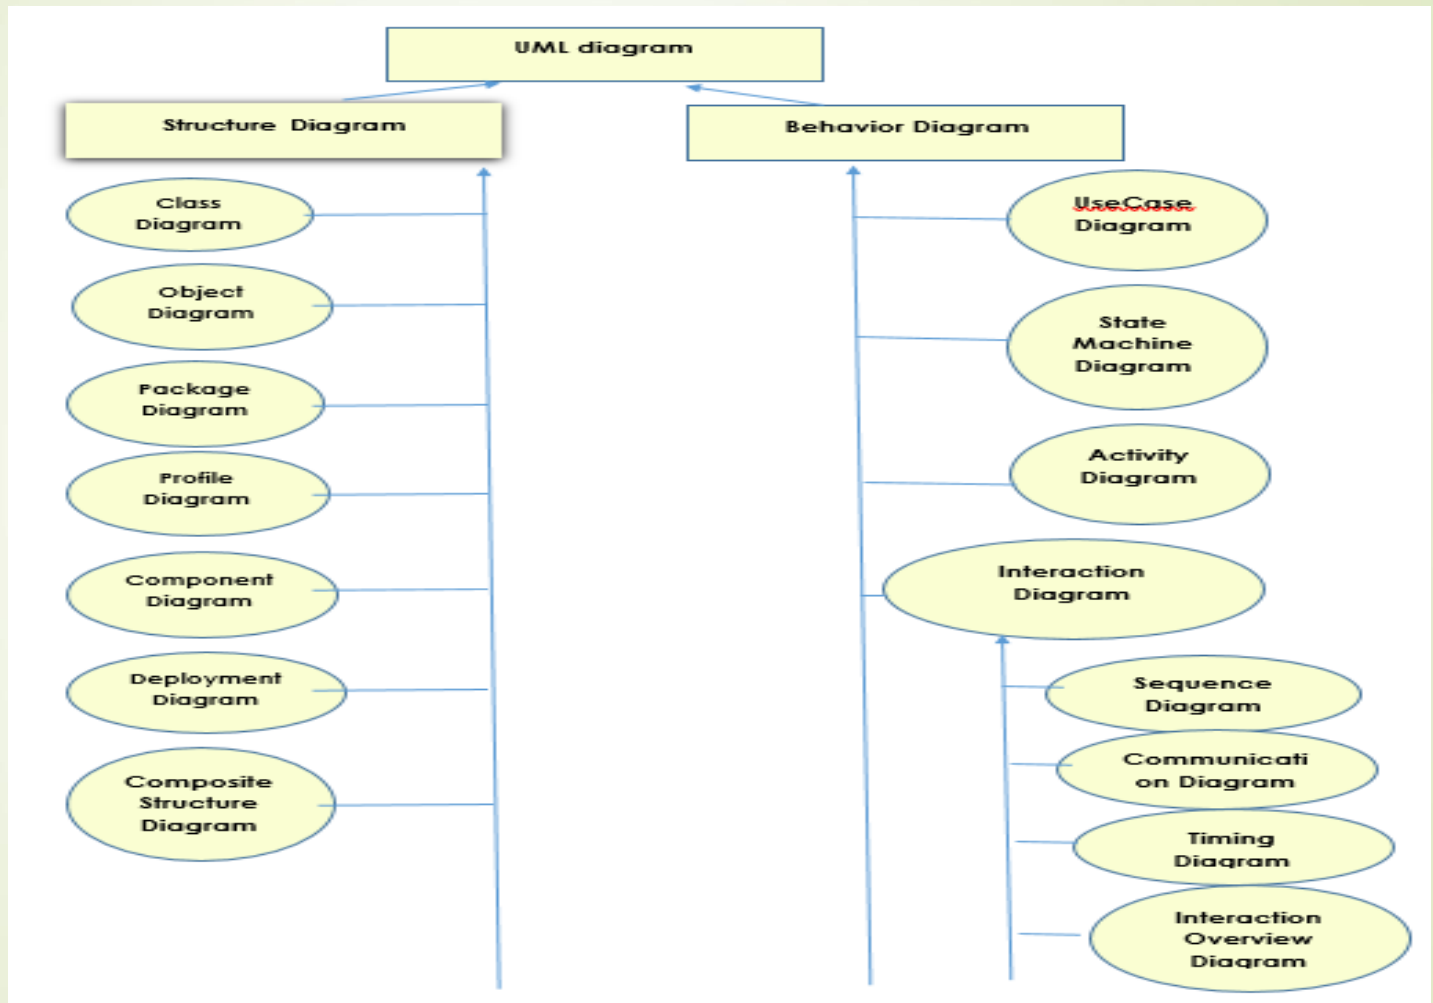 UML diagram
Structure Diagram
Behavior Diagram
Class
Diagram
Object
Diagram
Package
Diagram
Profile
Diagram
Component
Diagram
Deployment
Diagram
Composite
Structure
Diagram
UseCase
Diagram
State
Machine
Diagram
Activity
Diagram
Interaction
Diagram
Sequence
Diagram
Communicati
on Diagram
Timing
Diagram
Interaction
Overview
Diagram